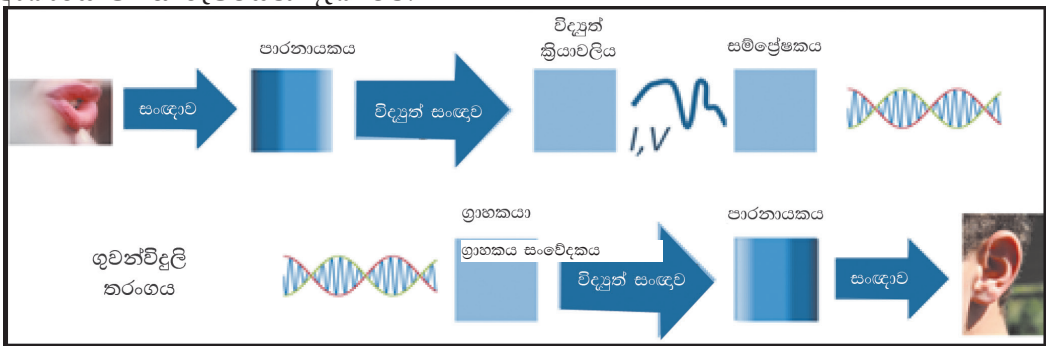 විද්‍යුත්
ක්‍රියාවලිය
පාරනායකය
සම්ප්‍රේෂකය
සංඥාව
විද්‍යුත් සංඥාව
I,V
ග්‍රාහකයා
පාරනායකය
ග්‍රාහකය සංවේදකය
ගුවන්විදුලි
තරංගය
විද්‍යුත් සංඥාව
සංඥාව